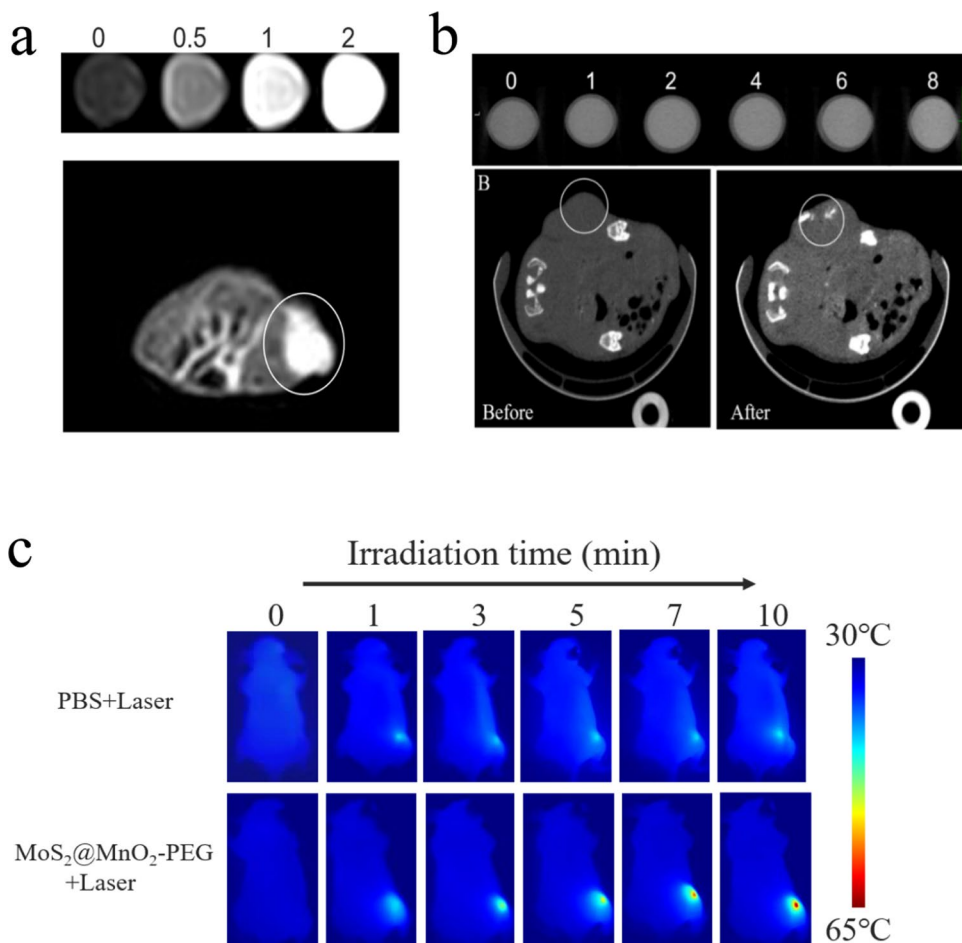 a
0 0.5 1 2
b
0 1 2 4 6 8
B
Before
After
c
Irradiation time (min)
0 1 3 5 7 10
PBS+Laser
MoS₂@MnO₂-PEG
+Laser
30°C
65°C